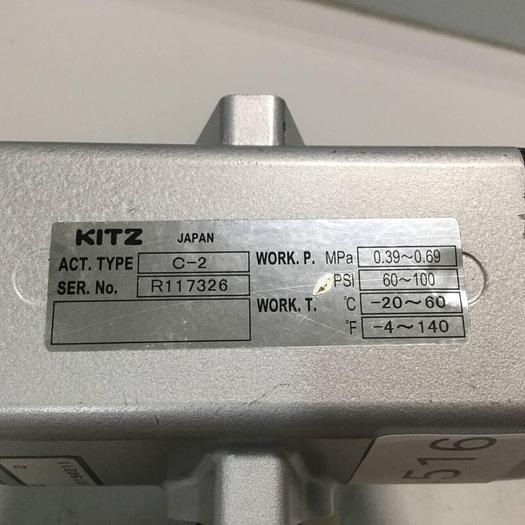 KITZ JAPAN
ACT. TYPE C-2 WORK. P. MPa 0.39~0.69
SER. No. R117326 PSi 60~100
WORK. T. °C -20~60
°F -4~140
516